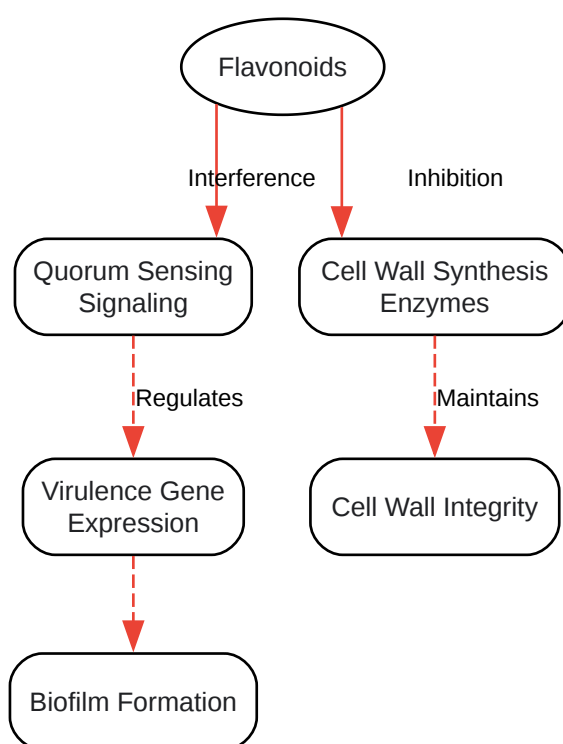 Flavonoids
Interference
Inhibition
Quorum Sensing
Signaling
Cell Wall Synthesis
Enzymes
Regulates
Maintains
Virulence Gene
Expression
Cell Wall Integrity
Biofilm Formation